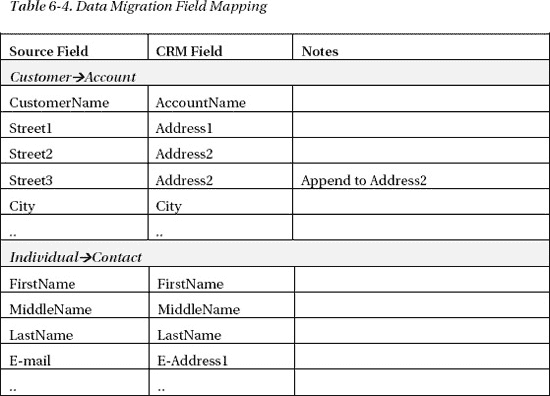 Table 6-4. Data Migration Field Mapping
Source Field CRM Field Notes
Customer→Account
CustomerName AccountName
Street1 Address1
Street2 Address2
Street3 Address2 Append to Address2
City City
.. ..
Individual→Contact
FirstName FirstName
MiddleName MiddleName
LastName LastName
E-mail E-Address1
.. ..